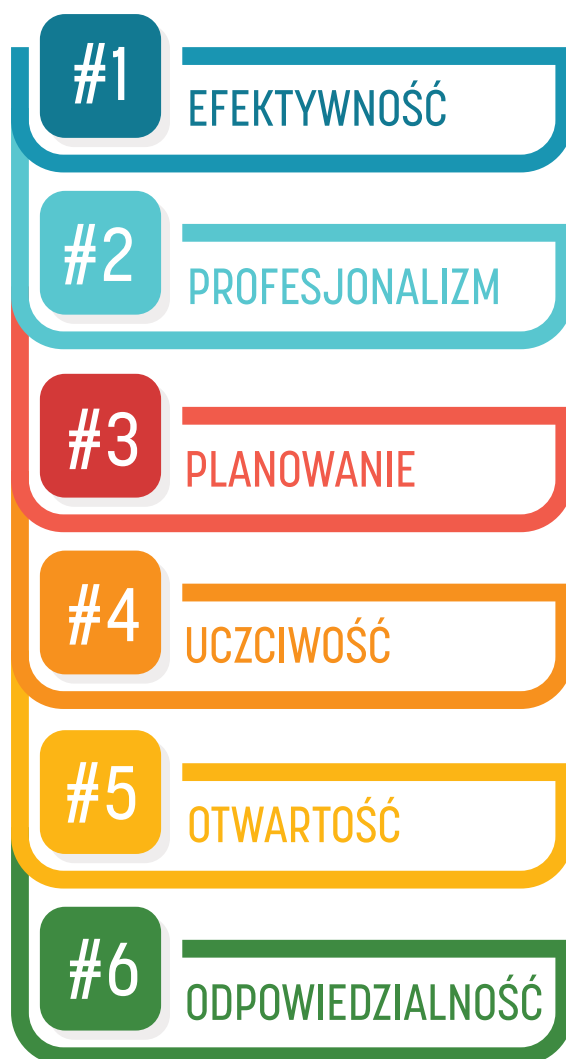 #1
EFEKTYWNOŚĆ
#2
PROFESJONALIZM
#3
PLANOWANIE
#4
UCZCIWOŚĆ
#5
OTWARTOŚĆ
#6
ODPOWIEDZIALNOŚĆ